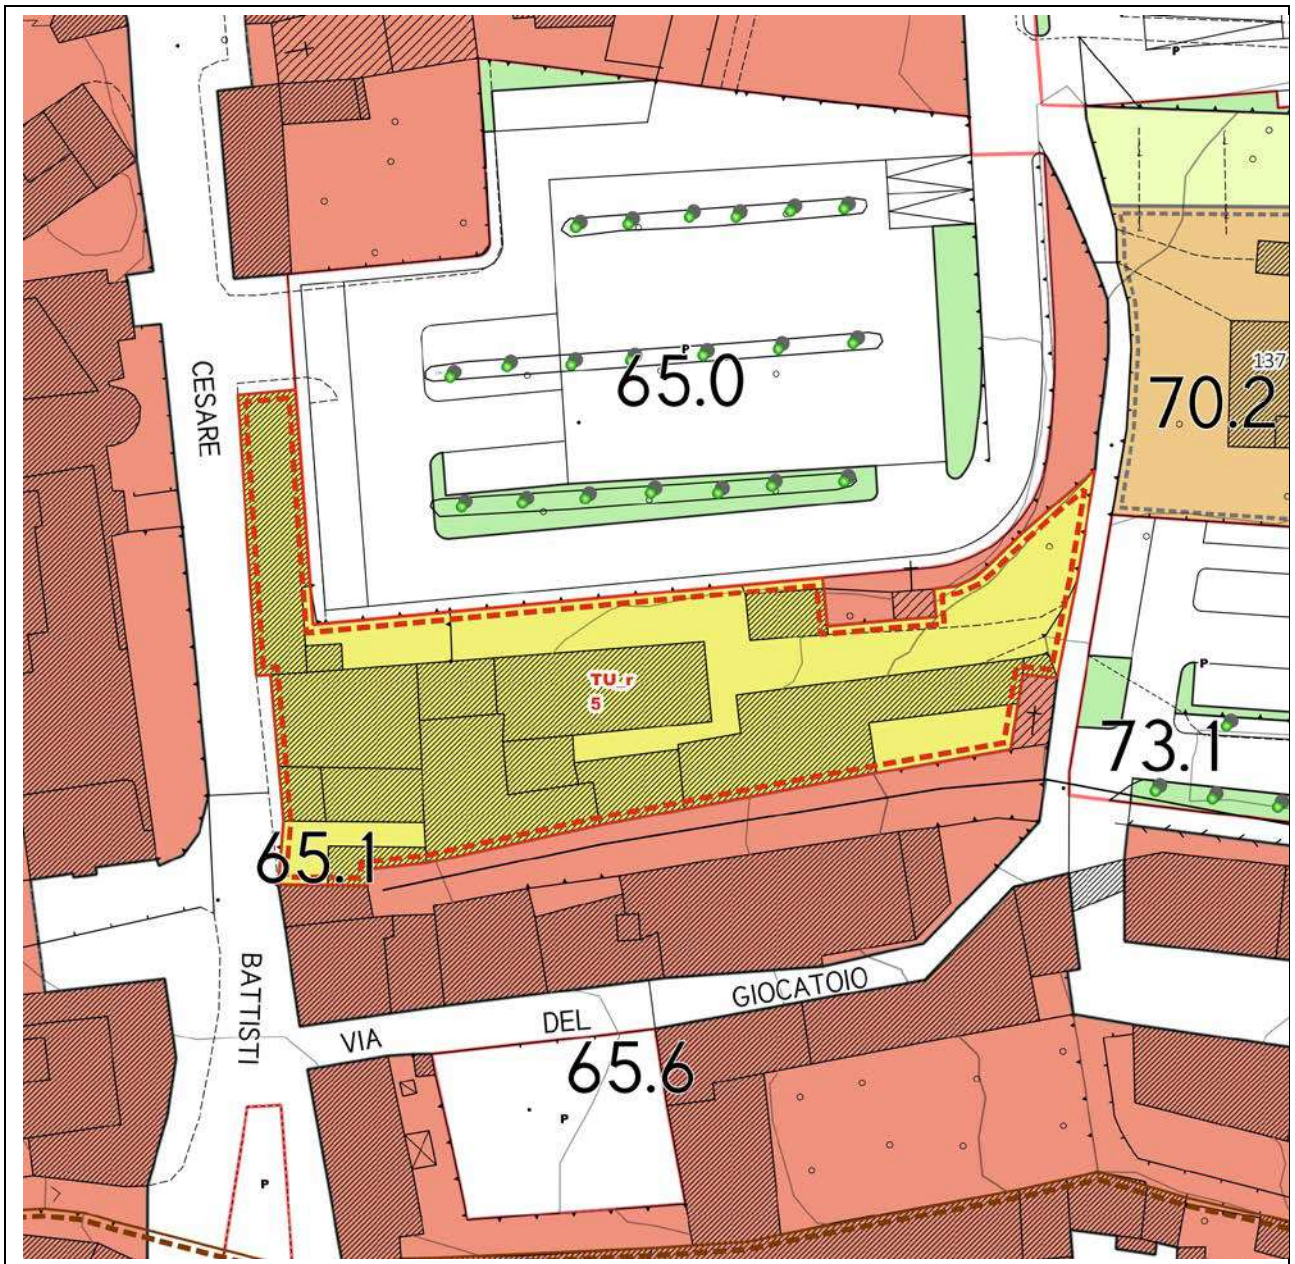 P
CESARE
P
65.0
137
70.2
TU_r
5
P
73.1
65.1
BATTISTI
VIA DEL GIOCATOIO
65.6
P
P